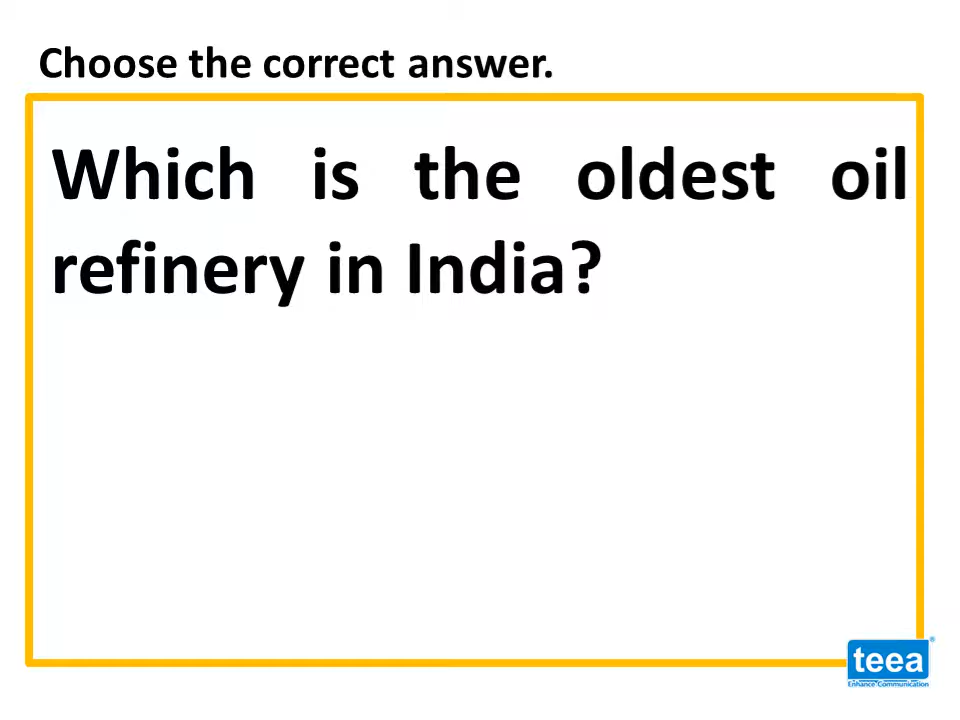 Choose the correct answer.
Which is the oldest oil
refinery in India?
teea
®
Enhance Communication